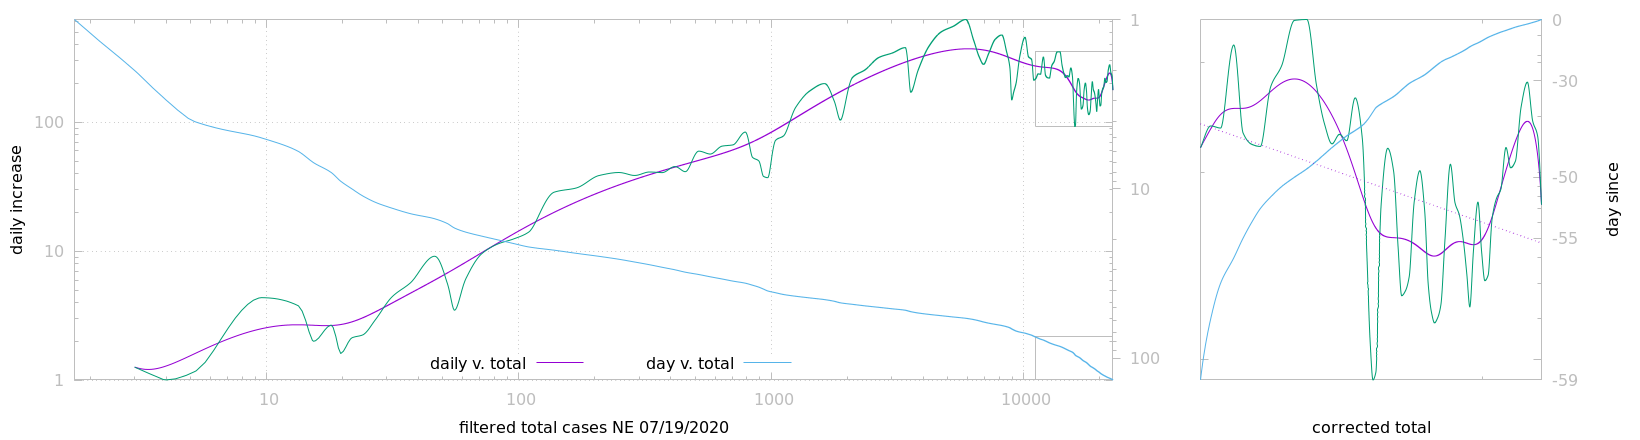 daily increase
100
10
1
10
100
1000
10000
1
10
100
daily v. total
day v. total
filtered total cases NE 07/19/2020
0
-30
-50
-55
-59
day since
corrected total